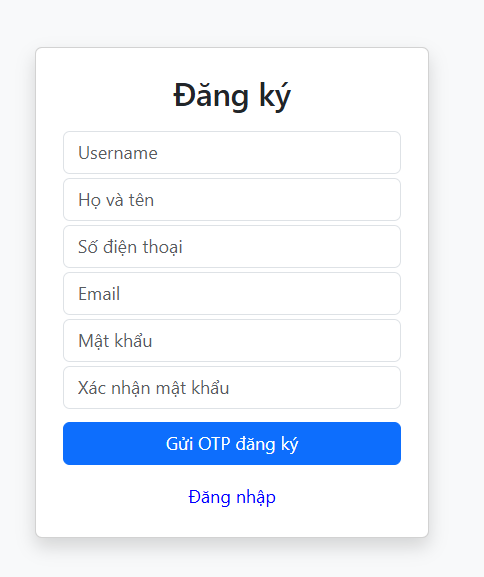 Đăng ký
Username
Họ và tên
Số điện thoại
Email
Mật khẩu
Xác nhận mật khẩu
Gửi OTP đăng ký
Đăng nhập